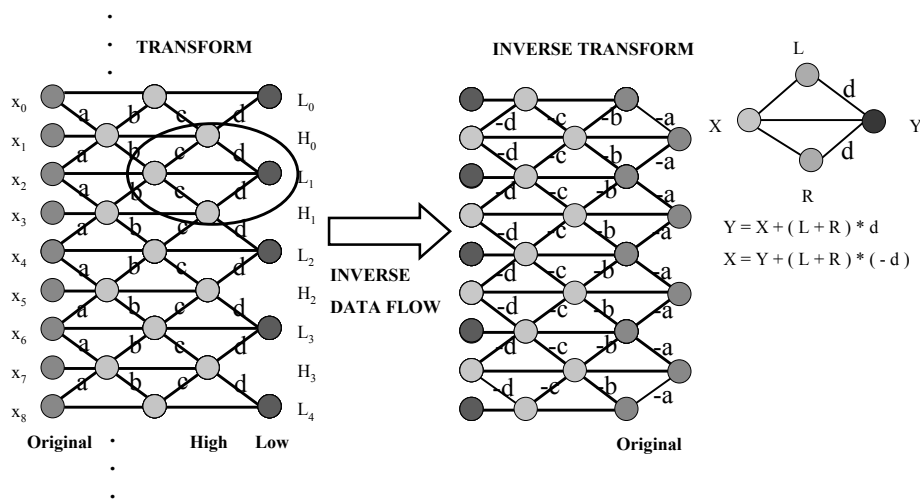 TRANSFORM
INVERSE TRANSFORM
x0
x1
x2
x3
x4
x5
x6
x7
x8
a
a
a
a
a
a
a
a
b
b
b
b
b
b
b
b
c
c
c
c
c
c
c
c
d
d
d
d
d
d
d
d
L0
H0
L1
H1
L2
H2
L3
H3
L4
Original
High
Low
INVERSE
DATA FLOW
-d
-d
-d
-d
-d
-d
-d
-d
-c
-c
-c
-c
-c
-c
-c
-c
-b
-b
-b
-b
-b
-b
-b
-b
-a
-a
-a
-a
-a
-a
-a
-a
Original
L
d
X
Y
d
R
Y = X + ( L + R ) * d
X = Y + ( L + R ) * ( - d )